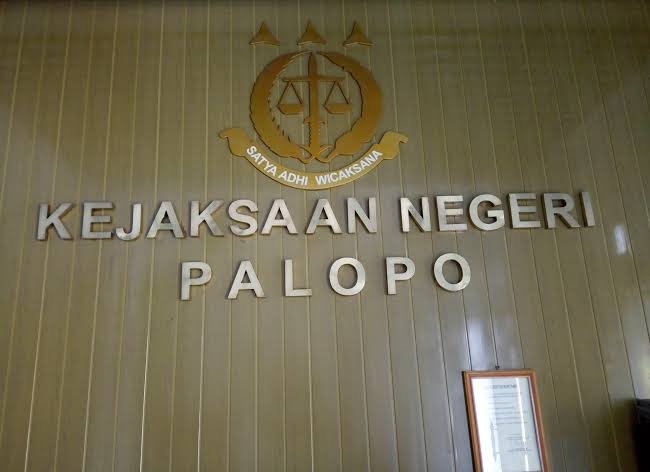 SATYA ADHI WICAKSANA
KEJAKSAAN NEGERI
PALOPO